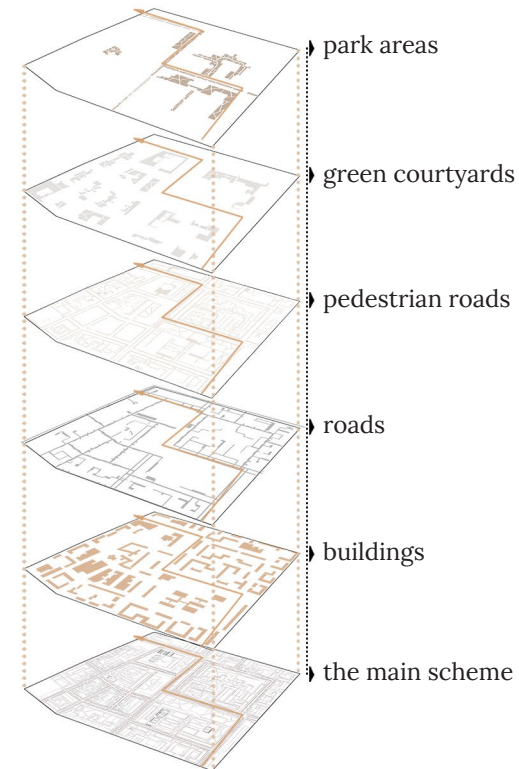 park areas
green courtyards
pedestrian roads
roads
buildings
the main scheme